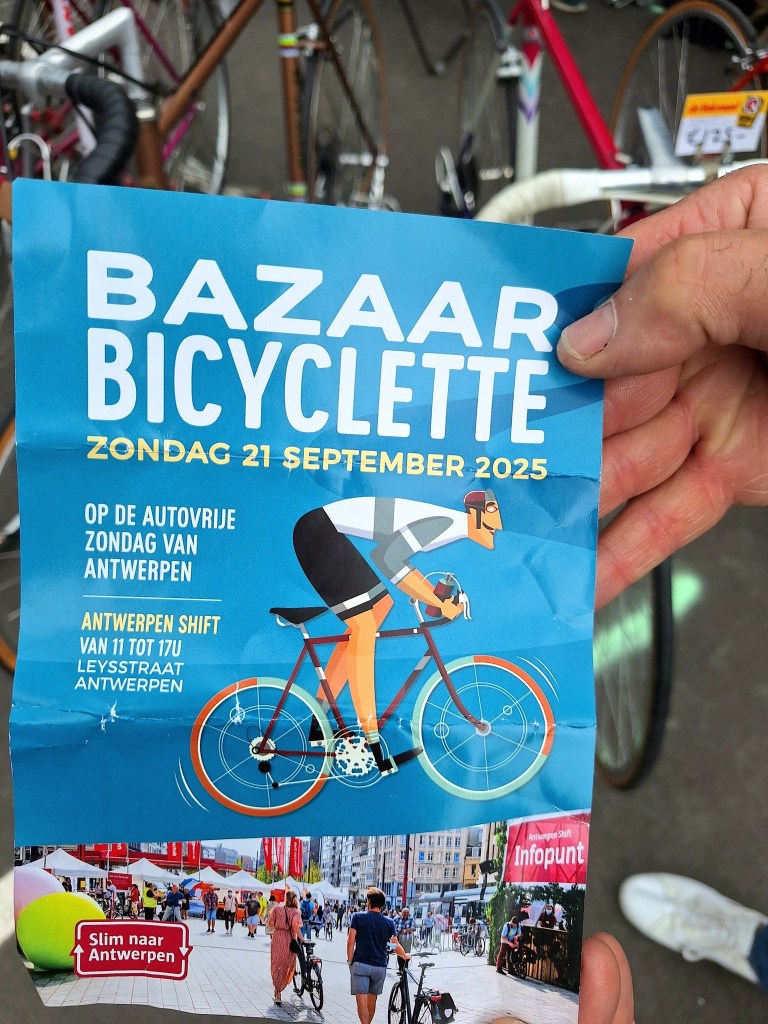 €125,-
BAZAAR
BICYCLETTE
ZONDAG 21 SEPTEMBER 2025
OP DE AUTOVRIJE
ZONDAG VAN
ANTWERPEN
ANTWERPEN SHIFT
VAN 11 TOT 17U
LEYSSTRAAT
ANTWERPEN
Antwerpen Shift
Infopunt
Slim naar
Antwerpen